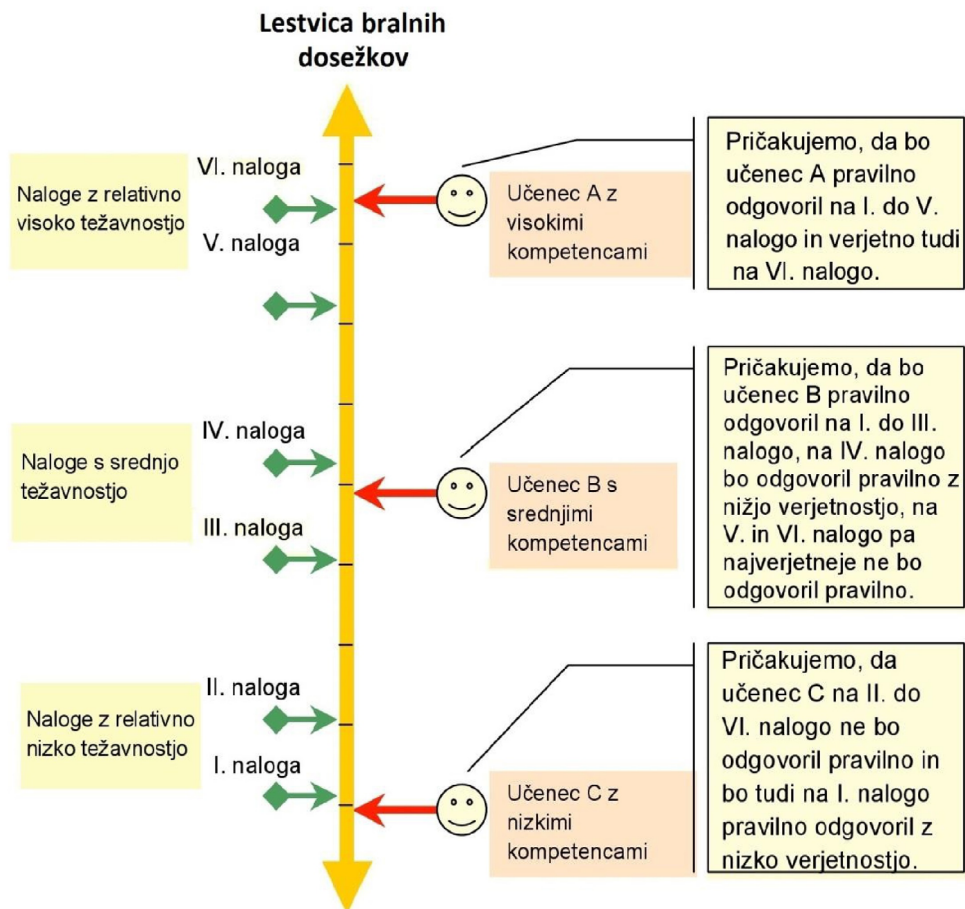 Lestvica bralnih
dosežkov
Naloge z relativno
visoko težavnostjo
VI. naloga
V. naloga
Učenec A z
visokimi
kompetencami
Pričakujemo, da bo
učenec A pravilno
odgovoril na I. do V.
nalogo in verjetno tudi
na VI. nalogo.
Naloge s srednjo
težavnostjo
IV. naloga
III. naloga
Učenec B s
srednjimi
kompetencami
Pričakujemo, da bo
učenec B pravilno
odgovoril na I. do III.
nalogo, na IV. nalogo
bo odgovoril pravilno z
nižjo verjetnostjo, na
V. in VI. nalogo pa
najverjetneje ne bo
odgovoril pravilno.
Naloge z relativno
nizko težavnostjo
II. naloga
I. naloga
Učenec C z
nizkimi
kompetencami
Pričakujemo, da
učenec C na II. do
VI. nalogo ne bo
odgovoril pravilno in
bo tudi na I. nalogo
pravilno odgovoril z
nizko verjetnostjo.